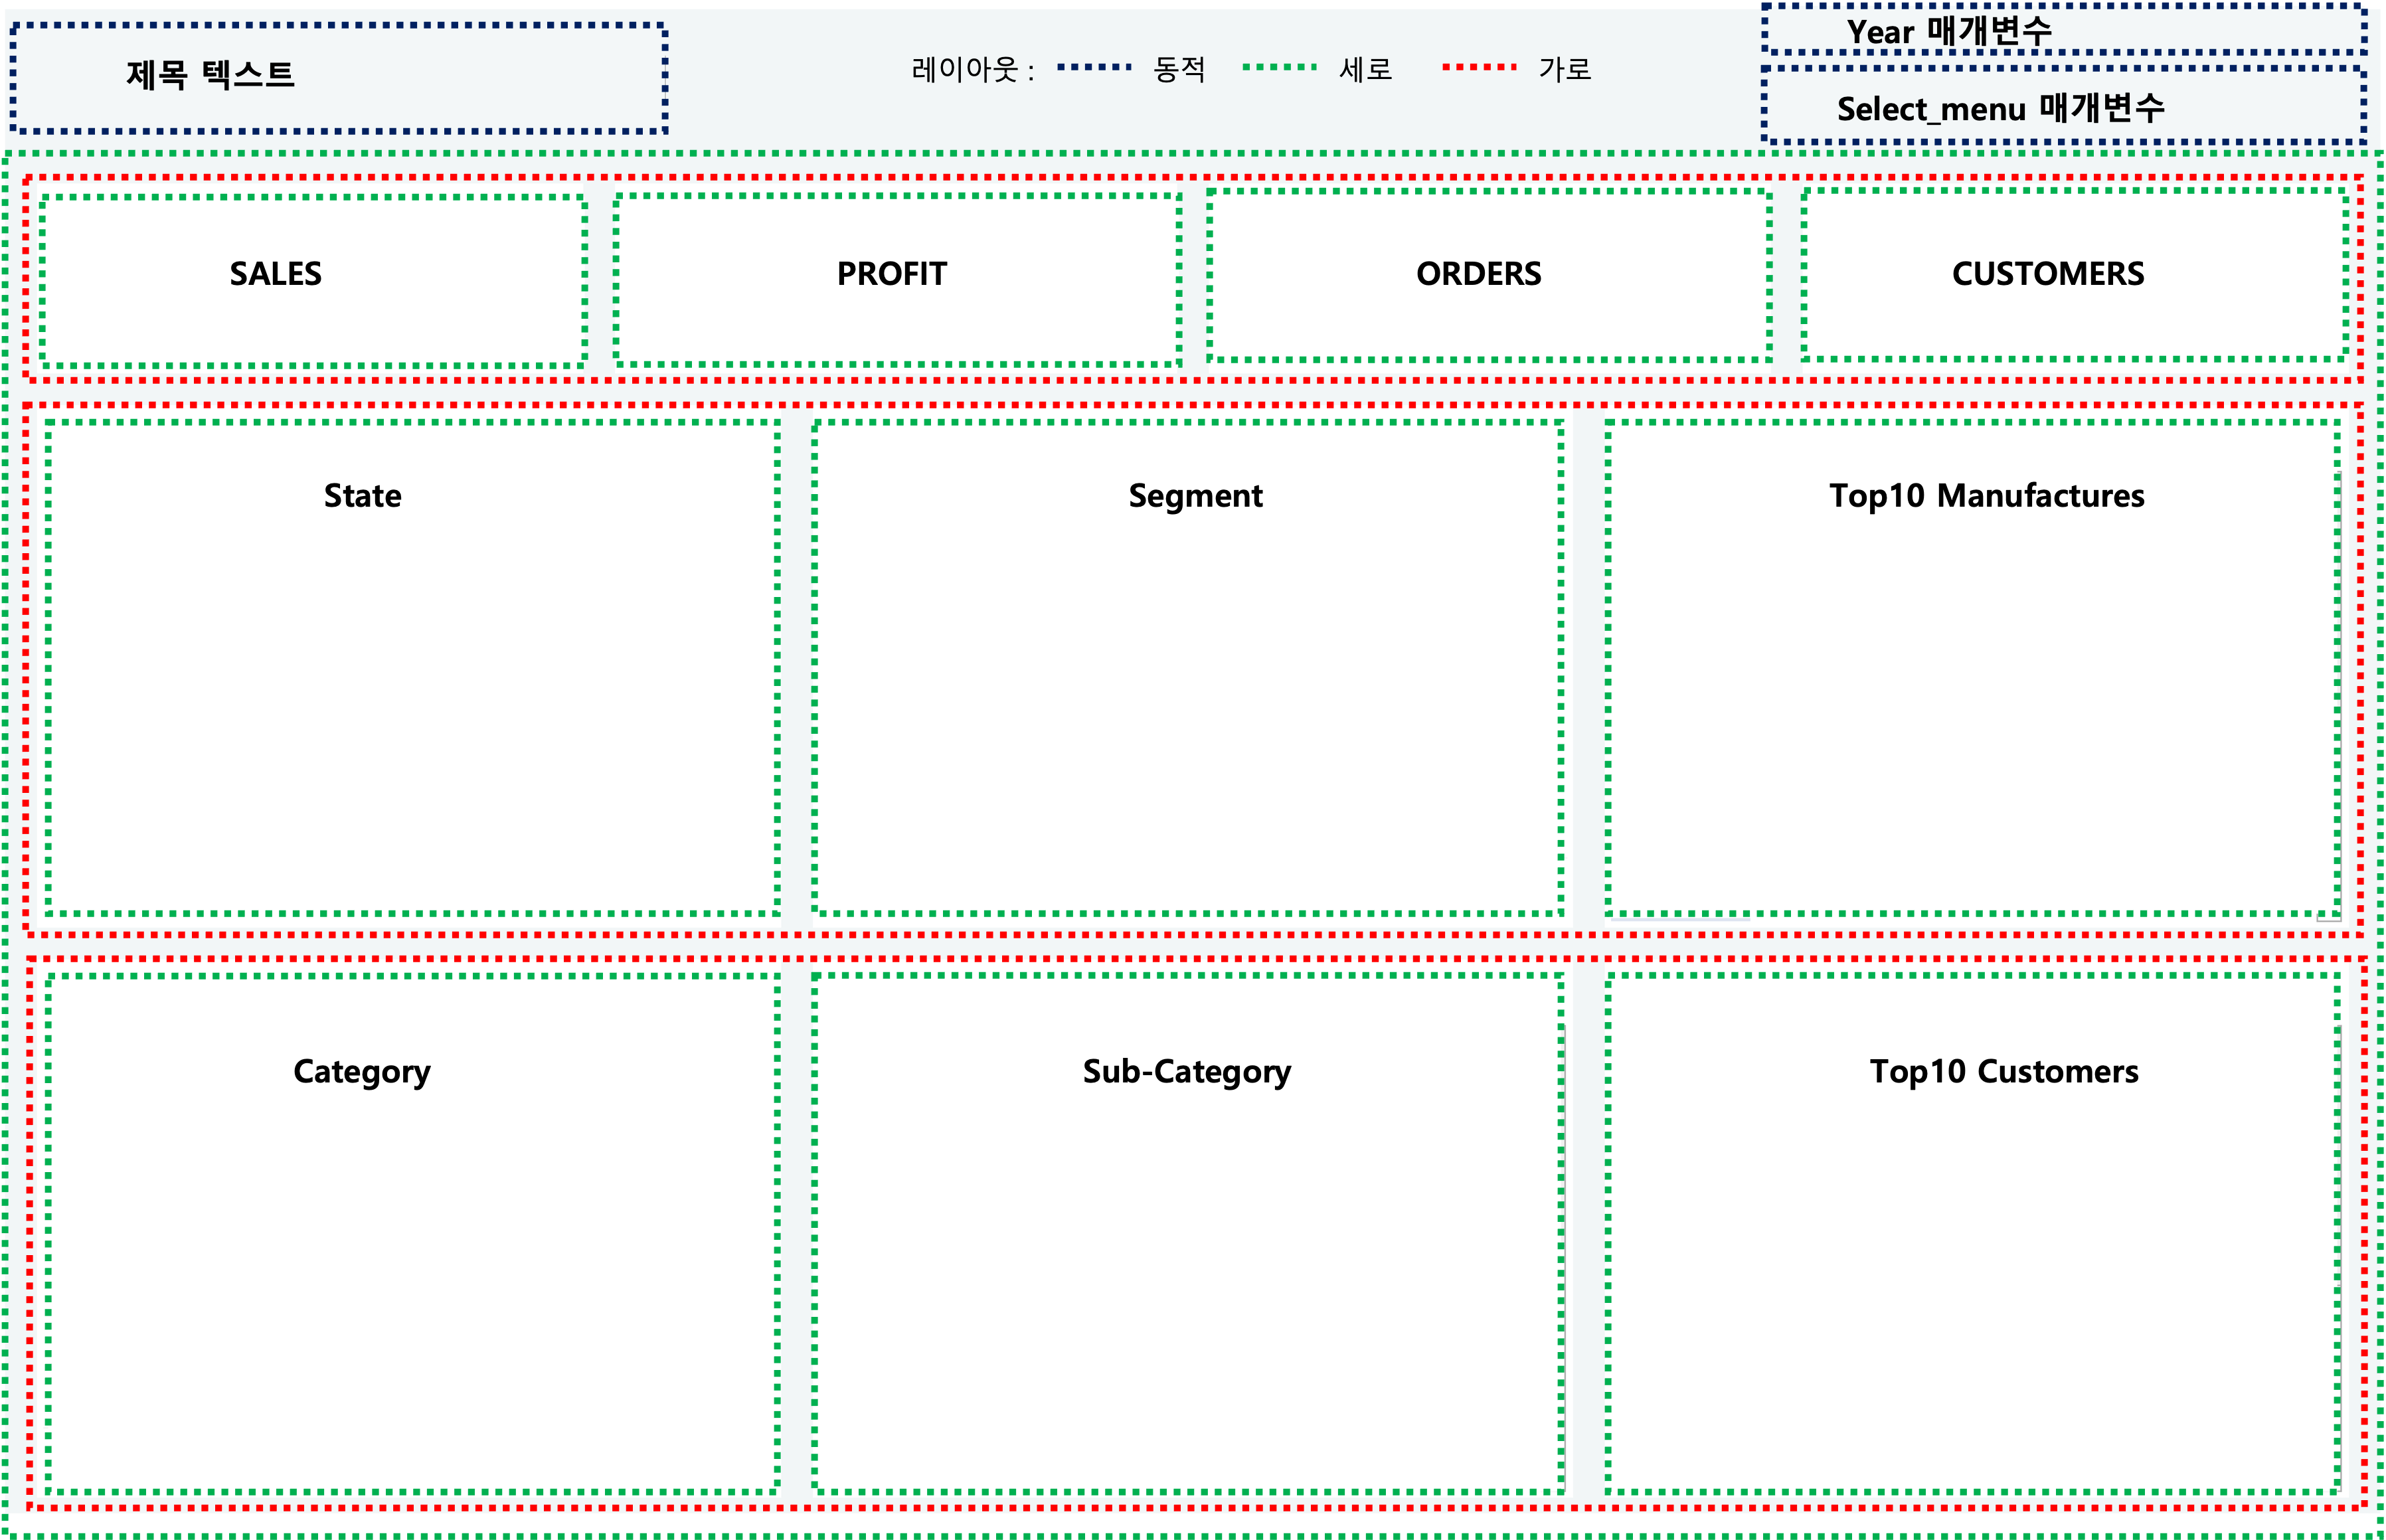 제목 텍스트
레이아웃 : 동적 세로 가로
Year 매개변수
Select_menu 매개변수
SALES PROFIT ORDERS CUSTOMERS
State Segment Top10 Manufactures
Category Sub-Category Top10 Customers